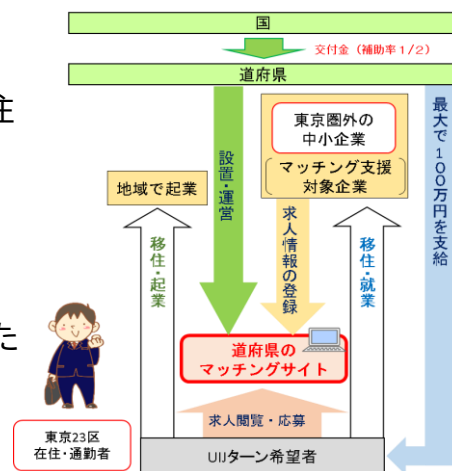 国
交付金（補助率１/２）
道府県
住
東京圏外の
中小企業
マッチング支援
対象企業
最大で１００万円を支給
設置・運営
地域で起業
求人情報の登録
移住・起業
移住・就業
た
道府県の
マッチングサイト
求人閲覧・応募
東京23区
在住・通勤者
UIJターン希望者